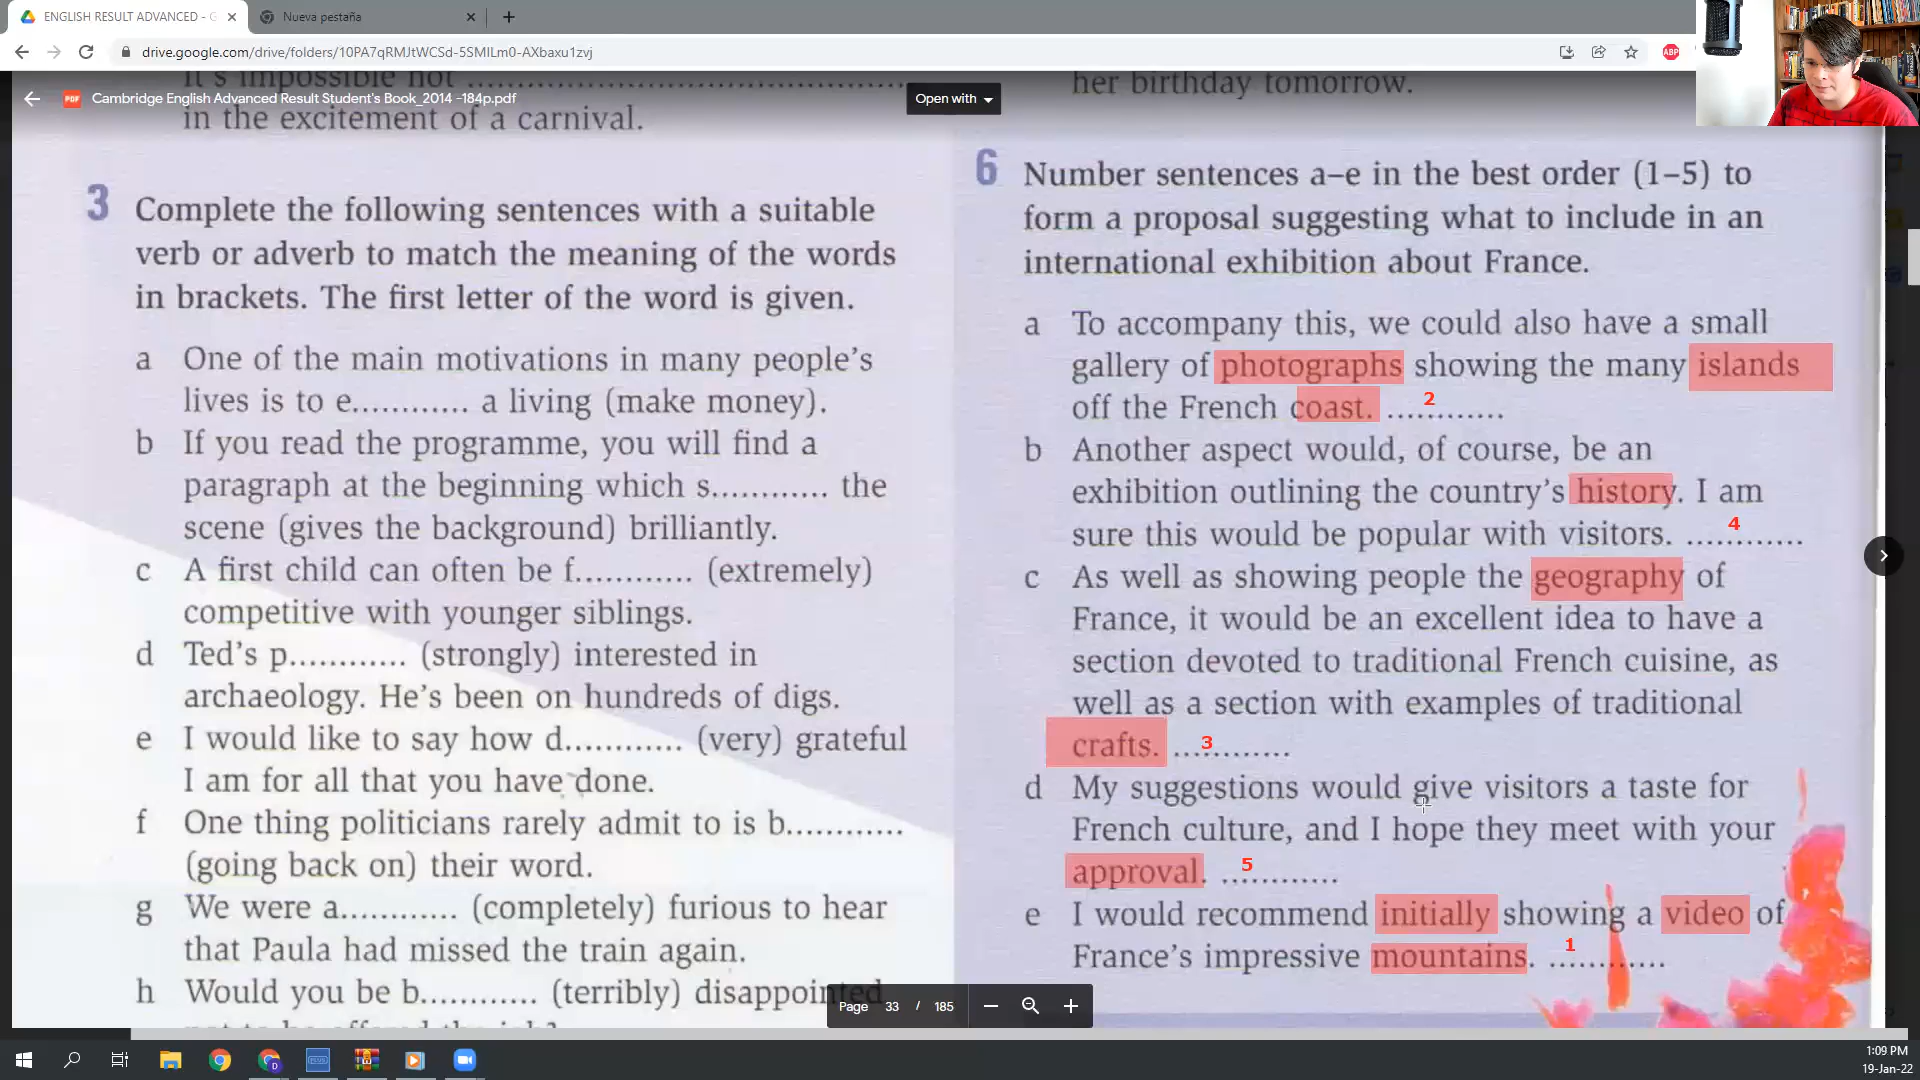 ENGLISH RESULT ADVANCED - G
Nueva pestaña
drive.google.com/drive/folders/10PA7qRMJtWCSd-5SMILm0-AXbaxu1zvj
ABP
PDF Cambridge English Advanced Result Student's Book_2014 -184p.pdf
Open with
It's impossible not ............................................
in the excitement of a carnival.
3 Complete the following sentences with a suitable
verb or adverb to match the meaning of the words
in brackets. The first letter of the word is given.
a One of the main motivations in many people's
lives is to e............ a living (make money).
b If you read the programme, you will find a
paragraph at the beginning which s............ the
scene (gives the background) brilliantly.
c A first child can often be f............ (extremely)
competitive with younger siblings.
d Ted's p............ (strongly) interested in
archaeology. He's been on hundreds of digs.
e I would like to say how d............ (very) grateful
I am for all that you have done.
f One thing politicians rarely admit to is b............
(going back on) their word.
g We were a............ (completely) furious to hear
that Paula had missed the train again.
h Would you be b............ (terribly) disappointed
not to be offered the job?
her birthday tomorrow.
6 Number sentences a–e in the best order (1–5) to
form a proposal suggesting what to include in an
international exhibition about France.
a To accompany this, we could also have a small
gallery of photographs showing the many islands
off the French coast. ............ 2
b Another aspect would, of course, be an
exhibition outlining the country's history. I am
sure this would be popular with visitors. ............ 4
c As well as showing people the geography of
France, it would be an excellent idea to have a
section devoted to traditional French cuisine, as
well as a section with examples of traditional
crafts. ............ 3
d My suggestions would give visitors a taste for
French culture, and I hope they meet with your
approval. ............ 5
e I would recommend initially showing a video of
France's impressive mountains. ............ 1
Page 33 / 185
1:09 PM
19-Jan-22